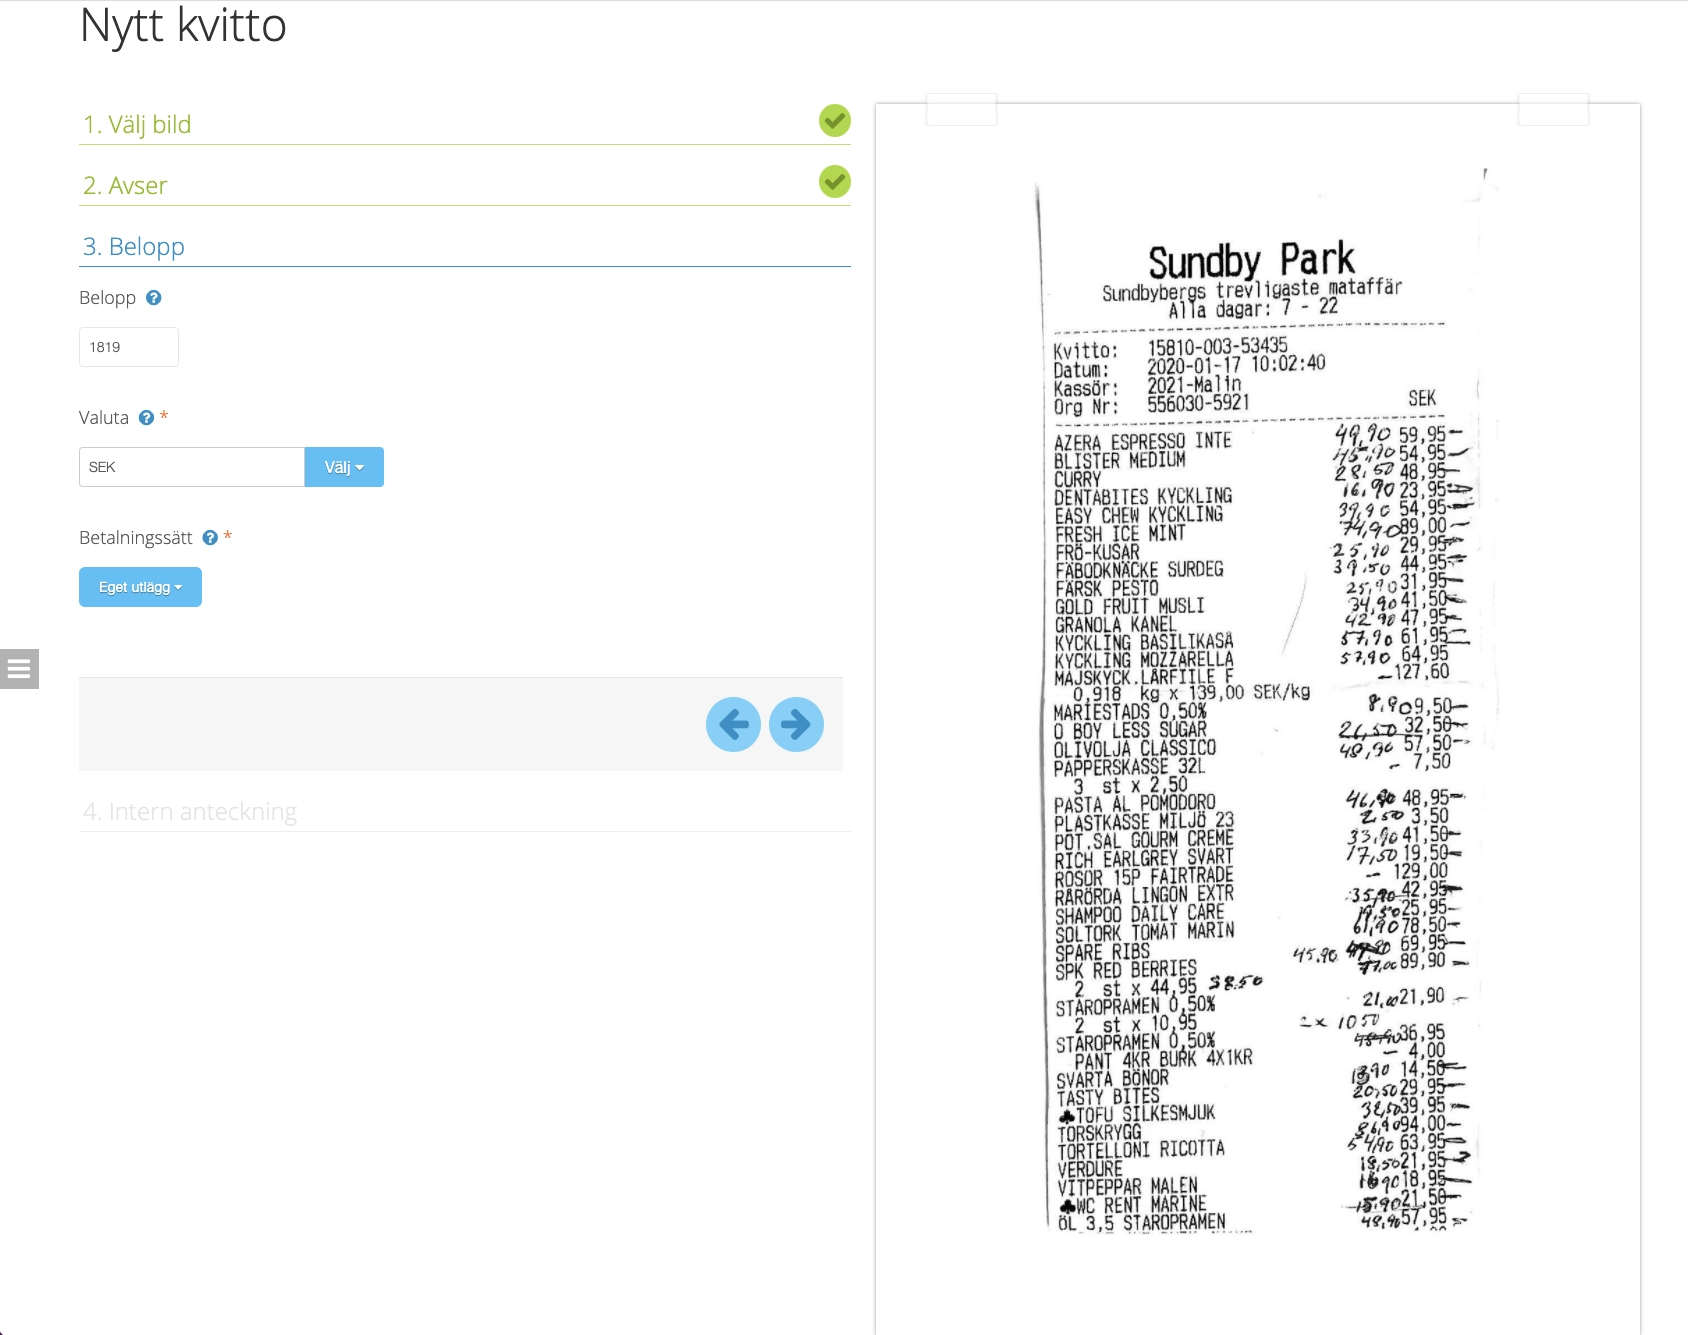 Nytt kvitto
1. Välj bild
2. Avser
3. Belopp
Belopp
1819
Valuta *
SEK Välj
Betalningssätt *
Eget utlägg
4. Intern anteckning
Sundby Park
Sundbybergs trevligaste mataffär
Alla dagar: 7 - 22
Kvitto: 15810-003-53435
Datum: 2020-01-17 10:02:40
Kassör: 2021-Malin
Org Nr: 556030-5921
SEK
AZERA ESPRESSO INTE 49,90 59,95
BLISTER MEDIUM 45,90 54,95
CURRY 28,50 48,95
DENTABITES KYCKLING 16,90 23,95
EASY CHEW KYCKLING 39,90 54,95
FRESH ICE MINT 74,90 89,00
FRÖ-KUSAR 25,90 29,95
FÄBODKNÄCKE SURDEG 39,50 44,95
FÄRSK PESTO 25,90 31,95
GOLD FRUIT MUSLI 34,90 41,50
GRANOLA KANEL 42,90 47,95
KYCKLING BASILIKASÅ 57,90 61,95
KYCKLING MOZZARELLA 57,90 64,95
MAJSKYCK.LÅRFIILE F 127,60
0,918 kg x 139,00 SEK/kg
MARIESTADS 0,50% 8,90 9,50
O BOY LESS SUGAR 26,50 32,50
OLIVOLJA CLASSICO 48,90 57,50
PAPPERSKASSE 32L - 7,50
3 st x 2,50
PASTA AL POMODORO 46,90 48,95
PLASTKASSE MILJÖ 23 2,50 3,50
POT.SAL GOURM CREME 33,90 41,50
RICH EARLGREY SVART 17,50 19,50
ROSOR 15P FAIRTRADE - 129,00
RÅRÖRDA LINGON EXTR 35,90 42,95
SHAMPOO DAILY CARE 19,50 25,95
SOLTORK TOMAT MARIN 61,90 78,50
SPARE RIBS 45,90 69,95
SPK RED BERRIES 77,00 89,90
2 st x 44,95 38,50
STAROPRAMEN 0,50% 21,00 21,90
2 st x 10,95 2x 10 50
STAROPRAMEN 0,50% 36,95
PANT 4KR BURK 4X1KR - 4,00
SVARTA BÖNOR 13,90 14,50
TASTY BITES 20,50 29,95
♣TOFU SILKESMJUK 32,50 39,95
TORSKRYGG 86,90 94,00
TORTELLONI RICOTTA 54,90 63,95
VERDURE 18,50 21,95
VITPEPPAR MALEN 16,90 18,95
♣WC RENT MARINE 15,90 21,50
ÖL 3,5 STAROPRAMEN 48,90 57,95